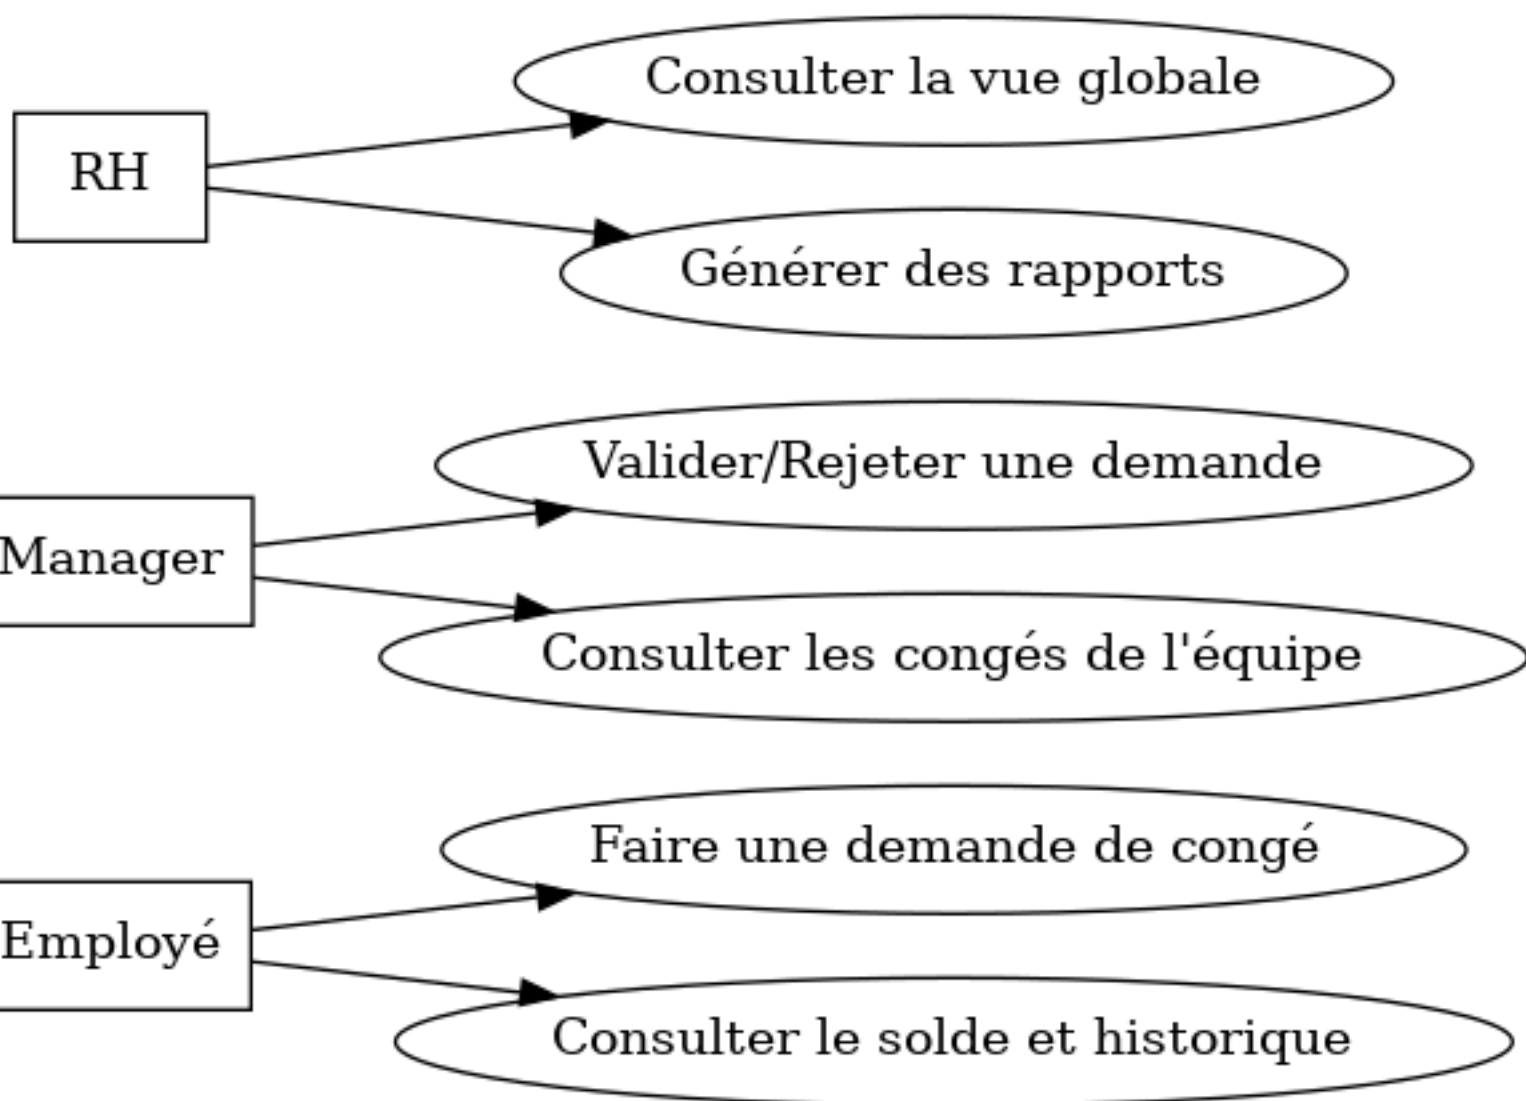 Consulter la vue globale
RH
Générer des rapports
Valider/Rejeter une demande
Manager
Consulter les congés de l'équipe
Faire une demande de congé
Employé
Consulter le solde et historique